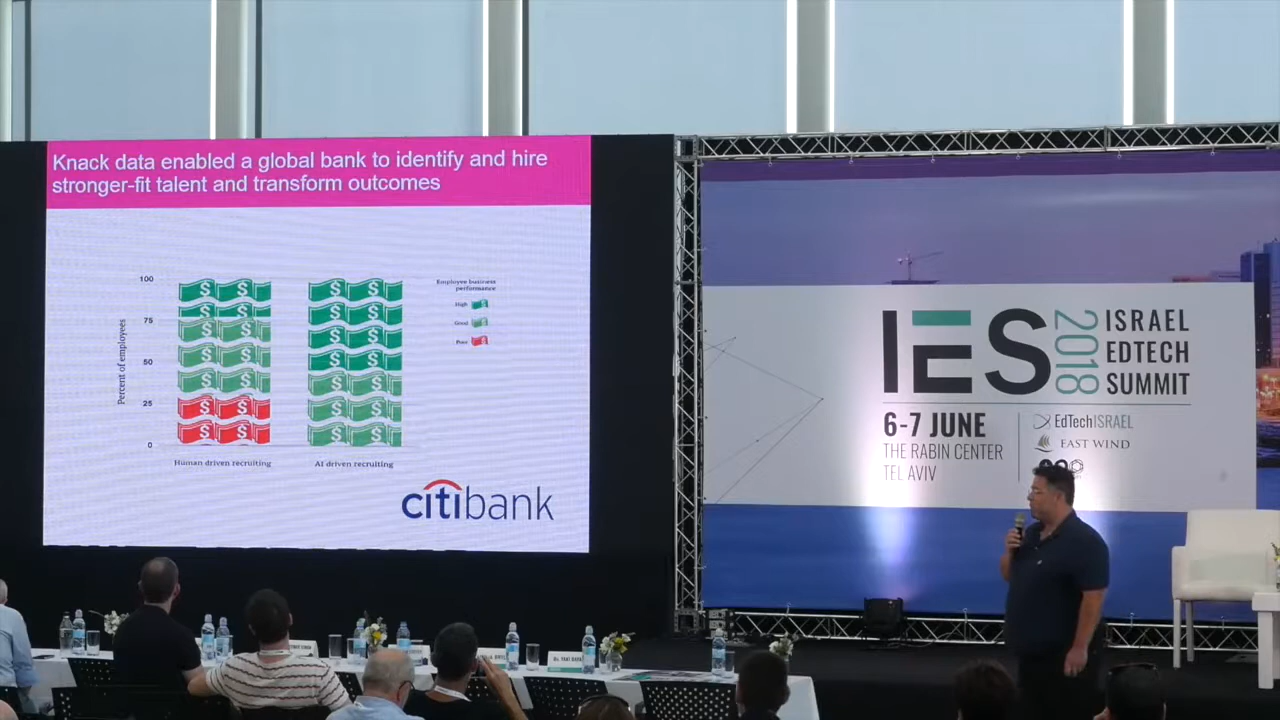 Knack data enabled a global bank to identify and hire
stronger-fit talent and transform outcomes
100
75
50
25
0
Percent of employees
Human driven recruiting
AI driven recruiting
Employee business
performance
High
Good
Poor
citibank
IES
2018
ISRAEL
EDTECH
SUMMIT
6-7 JUNE
THE RABIN CENTER
TEL AVIV
EdTechISRAEL
EAST WIND